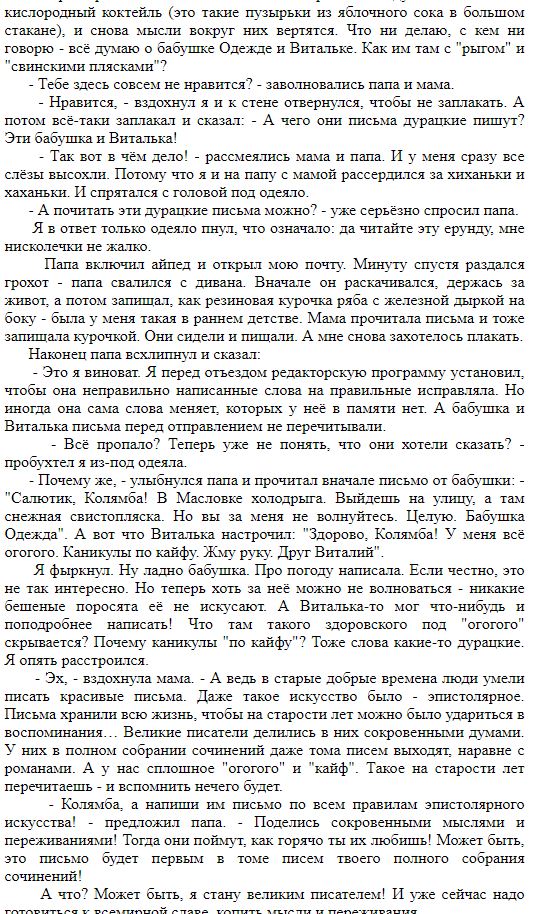 кислородный коктейль (это такие пузырьки из яблочного сока в большом
стакане), и снова мысли вокруг них вертятся. Что ни делаю, с кем ни
говорю - всё думаю о бабушке Одежде и Витальке. Как им там с "рыгом" и
"свинскими плясками"?
- Тебе здесь совсем не нравится? - заволновались папа и мама.
- Нравится, - вздохнул я и к стене отвернулся, чтобы не заплакать. А
потом всё-таки заплакал и сказал: - А чего они письма дурацкие пишут?
Эти бабушка и Виталька!
- Так вот в чём дело! - рассмеялись мама и папа. И у меня сразу все
слёзы высохли. Потому что я и на папу с мамой рассердился за хиханьки и
хаханьки. И спрятался с головой под одеяло.
- А почитать эти дурацкие письма можно? - уже серьёзно спросил папа.
Я в ответ только одеяло пнул, что означало: да читайте эту ерунду, мне
нисколечки не жалко.
Папа включил айпед и открыл мою почту. Минуту спустя раздался
грохот - папа свалился с дивана. Вначале он раскачивался, держась за
живот, а потом запищал, как резиновая курочка ряба с железной дыркой на
боку - была у меня такая в раннем детстве. Мама прочитала письма и тоже
запищала курочкой. Они сидели и пищали. А мне снова захотелось плакать.
Наконец папа всхлипнул и сказал:
- Это я виноват. Я перед отъездом редакторскую программу установил,
чтобы она неправильно написанные слова на правильные исправляла. Но
иногда она сама слова меняет, которых у неё в памяти нет. А бабушка и
Виталька письма перед отправлением не перечитывали.
- Всё пропало? Теперь уже не понять, что они хотели сказать? -
пробухтел я из-под одеяла.
- Почему же, - улыбнулся папа и прочитал вначале письмо от бабушки: -
"Салютик, Колямба! В Масловке холодрыга. Выйдешь на улицу, а там
снежная свистопляска. Но вы за меня не волнуйтесь. Целую. Бабушка
Одежда". А вот что Виталька настрочил: "Здорово, Колямба! У меня всё
огогого. Каникулы по кайфу. Жму руку. Друг Виталий".
Я фыркнул. Ну ладно бабушка. Про погоду написала. Если честно, это
не так интересно. Но теперь хоть за неё можно не волноваться - никакие
бешеные поросята её не искусают. А Виталька-то мог что-нибудь и
поподробнее написать! Что там такого здоровского под "огогого"
скрывается? Почему каникулы "по кайфу"? Тоже слова какие-то дурацкие.
Я опять расстроился.
- Эх, - вздохнула мама. - А ведь в старые добрые времена люди умели
писать красивые письма. Даже такое искусство было - эпистолярное.
Письма хранили всю жизнь, чтобы на старости лет можно было удариться в
воспоминания… Великие писатели делились в них сокровенными думами.
У них в полном собрании сочинений даже тома писем выходят, наравне с
романами. А у нас сплошное "огогого" и "кайф". Такое на старости лет
перечитаешь - и вспомнить нечего будет.
- Колямба, а напиши им письмо по всем правилам эпистолярного
искусства! - предложил папа. - Поделись сокровенными мыслями и
переживаниями! Тогда они поймут, как горячо ты их любишь! Может быть,
это письмо будет первым в томе писем твоего полного собрания
сочинений!
А что? Может быть, я стану великим писателем! И уже сейчас надо
готовиться к всемирной славе, копить мысли и переживания.